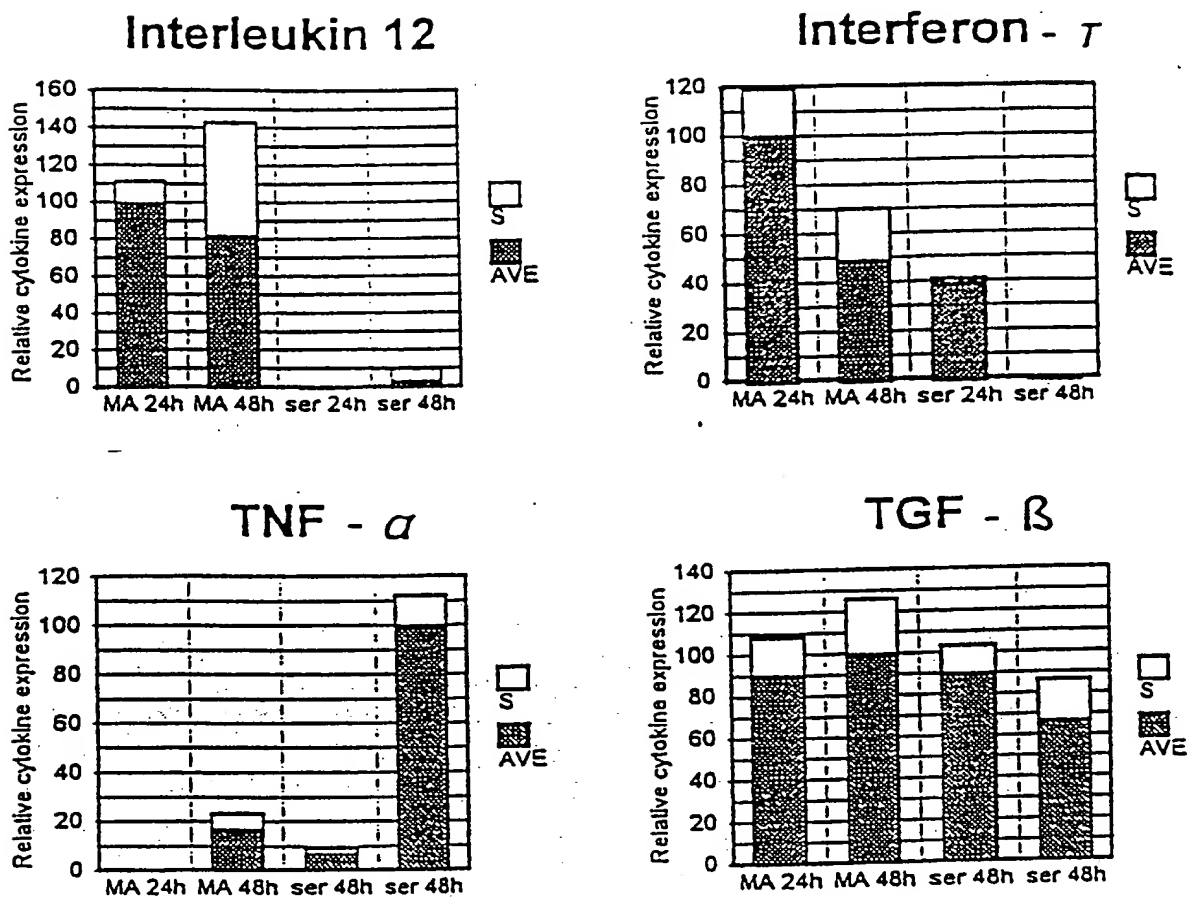 Interleukin 12
Relative cytokine expression
160
140
120
100
80
60
40
20
0
MA 24h MA 48h ser 24h ser 48h
S
AVE
Interferon - τ
Relative cytokine expression
120
100
80
60
40
20
0
MA 24h MA 48h ser 24h ser 48h
S
AVE
TNF - α
Relative cytokine expression
120
100
80
60
40
20
0
MA 24h MA 48h ser 48h ser 48h
S
AVE
TGF - ß
Relative cytokine expression
140
120
100
80
60
40
20
0
MA 24h MA 48h ser 48h ser 48h
S
AVE